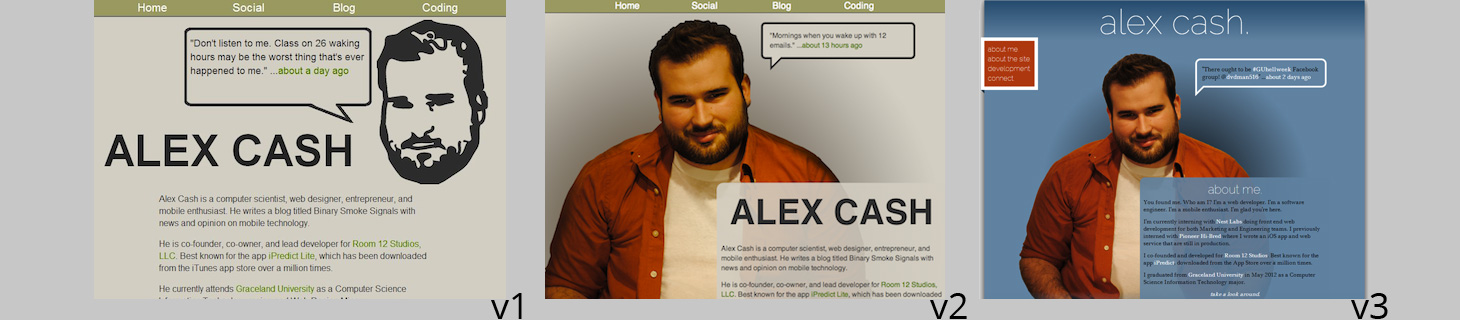 Home Social Blog Coding
"Don't listen to me. Class on 26 waking
hours may be the worst thing that's ever
happened to me." ...about a day ago
ALEX CASH
Alex Cash is a computer scientist, web designer, entrepreneur, and
mobile enthusiast. He writes a blog titled Binary Smoke Signals with
news and opinion on mobile technology.
He is co-founder, co-owner, and lead developer for Room 12 Studios,
LLC. Best known for the app iPredict Lite, which has been downloaded
from the iTunes app store over a million times.
He currently attends Graceland University as a Computer Science
v1
Home Social Blog Coding
"Mornings when you wake up with 12
emails." ...about 13 hours ago
ALEX CASH
Alex Cash is a computer scientist, web designer, entrepreneur, and
mobile enthusiast. He writes a blog titled Binary Smoke Signals with
news and opinion on mobile technology.
He is co-founder, co-owner, and lead developer for Room 12 Studios,
LLC. Best known for the app iPredict Lite, which has been downloaded
v2
alex cash.
about me
about the site
development
connect
"There ought to be #GUhellweek Facebook
group! ...about 2 days ago
about me.
You found me. Who am I? I'm a web developer. I'm a software
engineer. I'm a mobile enthusiast. I'm glad you're here.
I'm currently interning with Nest Labs doing front end web
development for both Marketing and Engineering teams. I previously
interned with Pioneer Hi-Bred where I wrote an iOS app and web
service that are still in production.
I co-founded and developed for Room 12 Studios. Best known for the
app iPredict downloaded from the App Store over a million times.
I graduated from Graceland University in May 2012 as a Computer
Science Information Technology major.
take a look around
v3